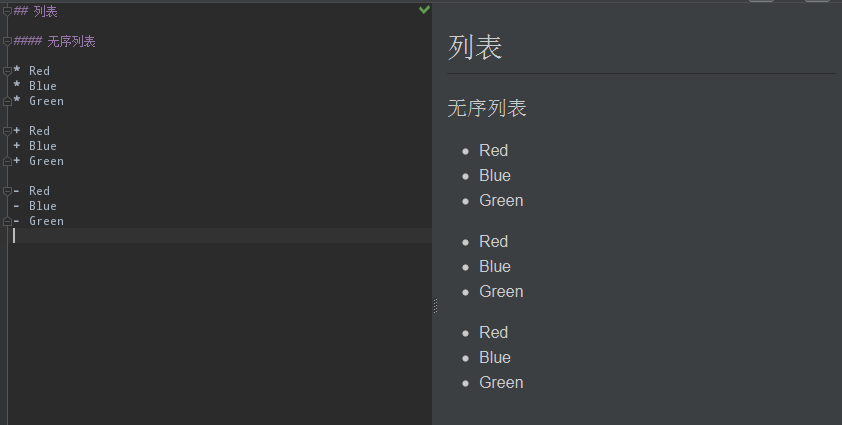 ## 列表
#### 无序列表
* Red
* Blue
* Green
+ Red
+ Blue
+ Green
- Red
- Blue
- Green
列表
无序列表
• Red
• Blue
• Green
• Red
• Blue
• Green
• Red
• Blue
• Green